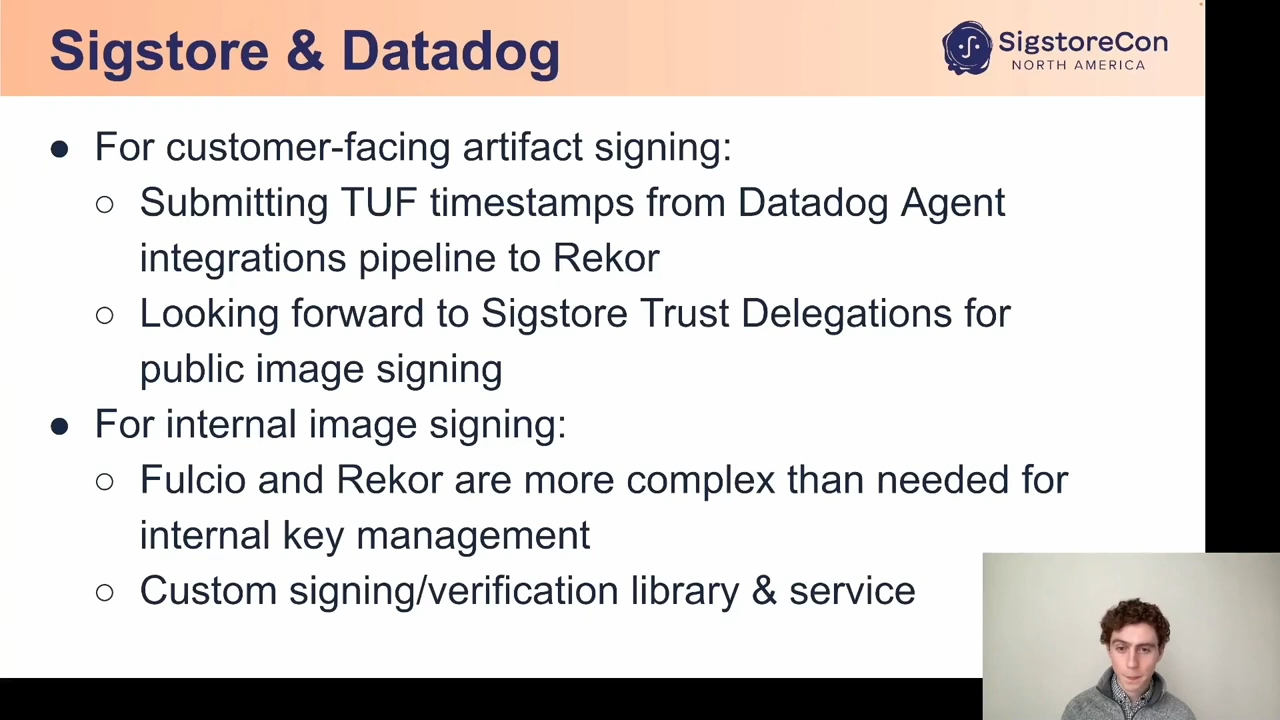 Sigstore & Datadog
SigstoreCon
NORTH AMERICA
● For customer-facing artifact signing:
○ Submitting TUF timestamps from Datadog Agent
integrations pipeline to Rekor
○ Looking forward to Sigstore Trust Delegations for
public image signing
● For internal image signing:
○ Fulcio and Rekor are more complex than needed for
internal key management
○ Custom signing/verification library & service